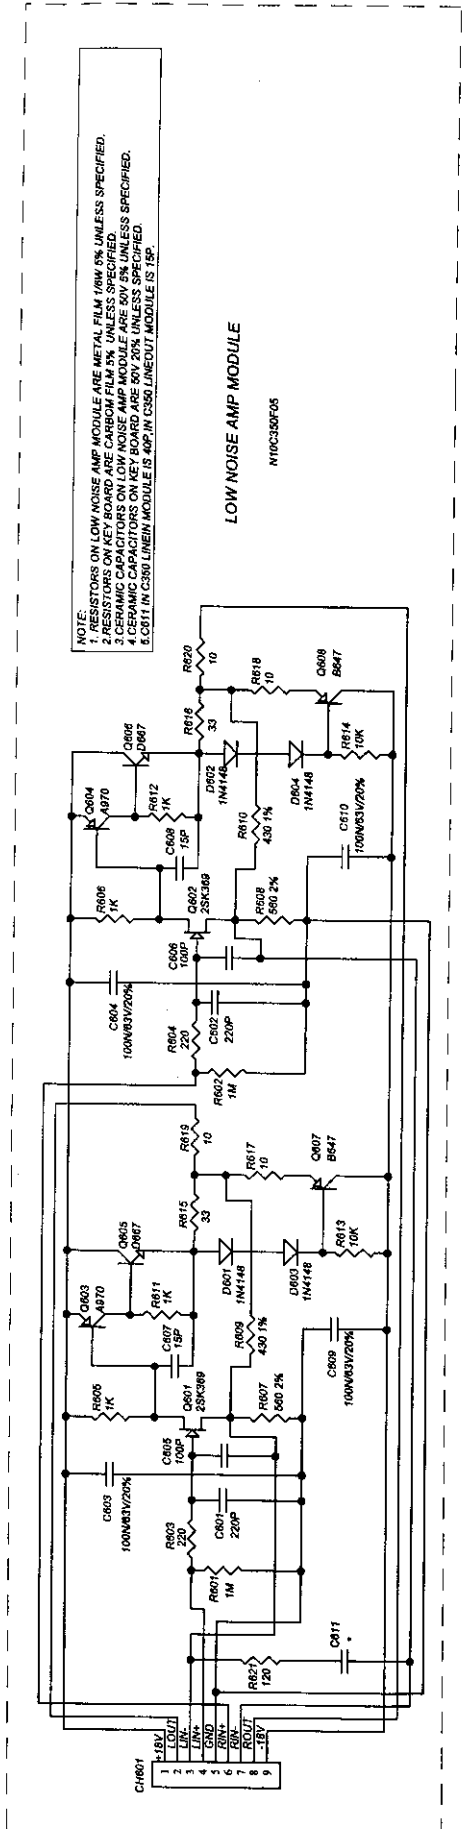 NOTE:
1. RESISTORS ON LOW NOISE AMP MODULE ARE METAL FILM 1/6W 5% UNLESS SPECIFIED.
2.RESISTORS ON KEY BOARD ARE CARBOM FILM 5% UNLESS SPECIFIED.
3.CERAMIC CAPACITORS ON LOW NOISE AMP MODULE ARE 50V 5% UNLESS SPECIFIED.
4.CERAMIC CAPACITORS ON KEY BOARD ARE 50V 20% UNLESS SPECIFIED.
5.C611 IN C350 LINEIN MODULE IS 40P,IN C350 LINEOUT MODULE IS 15P.
LOW NOISE AMP MODULE
N10C350F05
CH601
+18V 1
LOUT 2
LIN- 3
LIN+ 4
GND 5
RIN+ 6
RIN- 7
ROUT 8
-18V 9
R621
120
C611
*
R601
1M
R603
220
C601
220P
C603
100N/63V/20%
C605
100P
R605
1K
Q601
2SK369
C607
15P
R607
560 2%
Q603
A970
R611
1K
Q605
D667
R609
430 1%
C609
100N/63V/20%
D601
1N4148
D603
1N4148
R613
10K
R615
33
R617
10
Q607
B647
R619
10
R602
1M
R604
220
C602
220P
C604
100N/63V/20%
C606
100P
R606
1K
Q602
2SK369
C608
15P
R608
560 2%
Q604
A970
R612
1K
Q606
D667
R610
430 1%
C610
100N/63V/20%
D602
1N4148
D604
1N4148
R614
10K
R616
33
R618
10
Q608
B647
R620
10